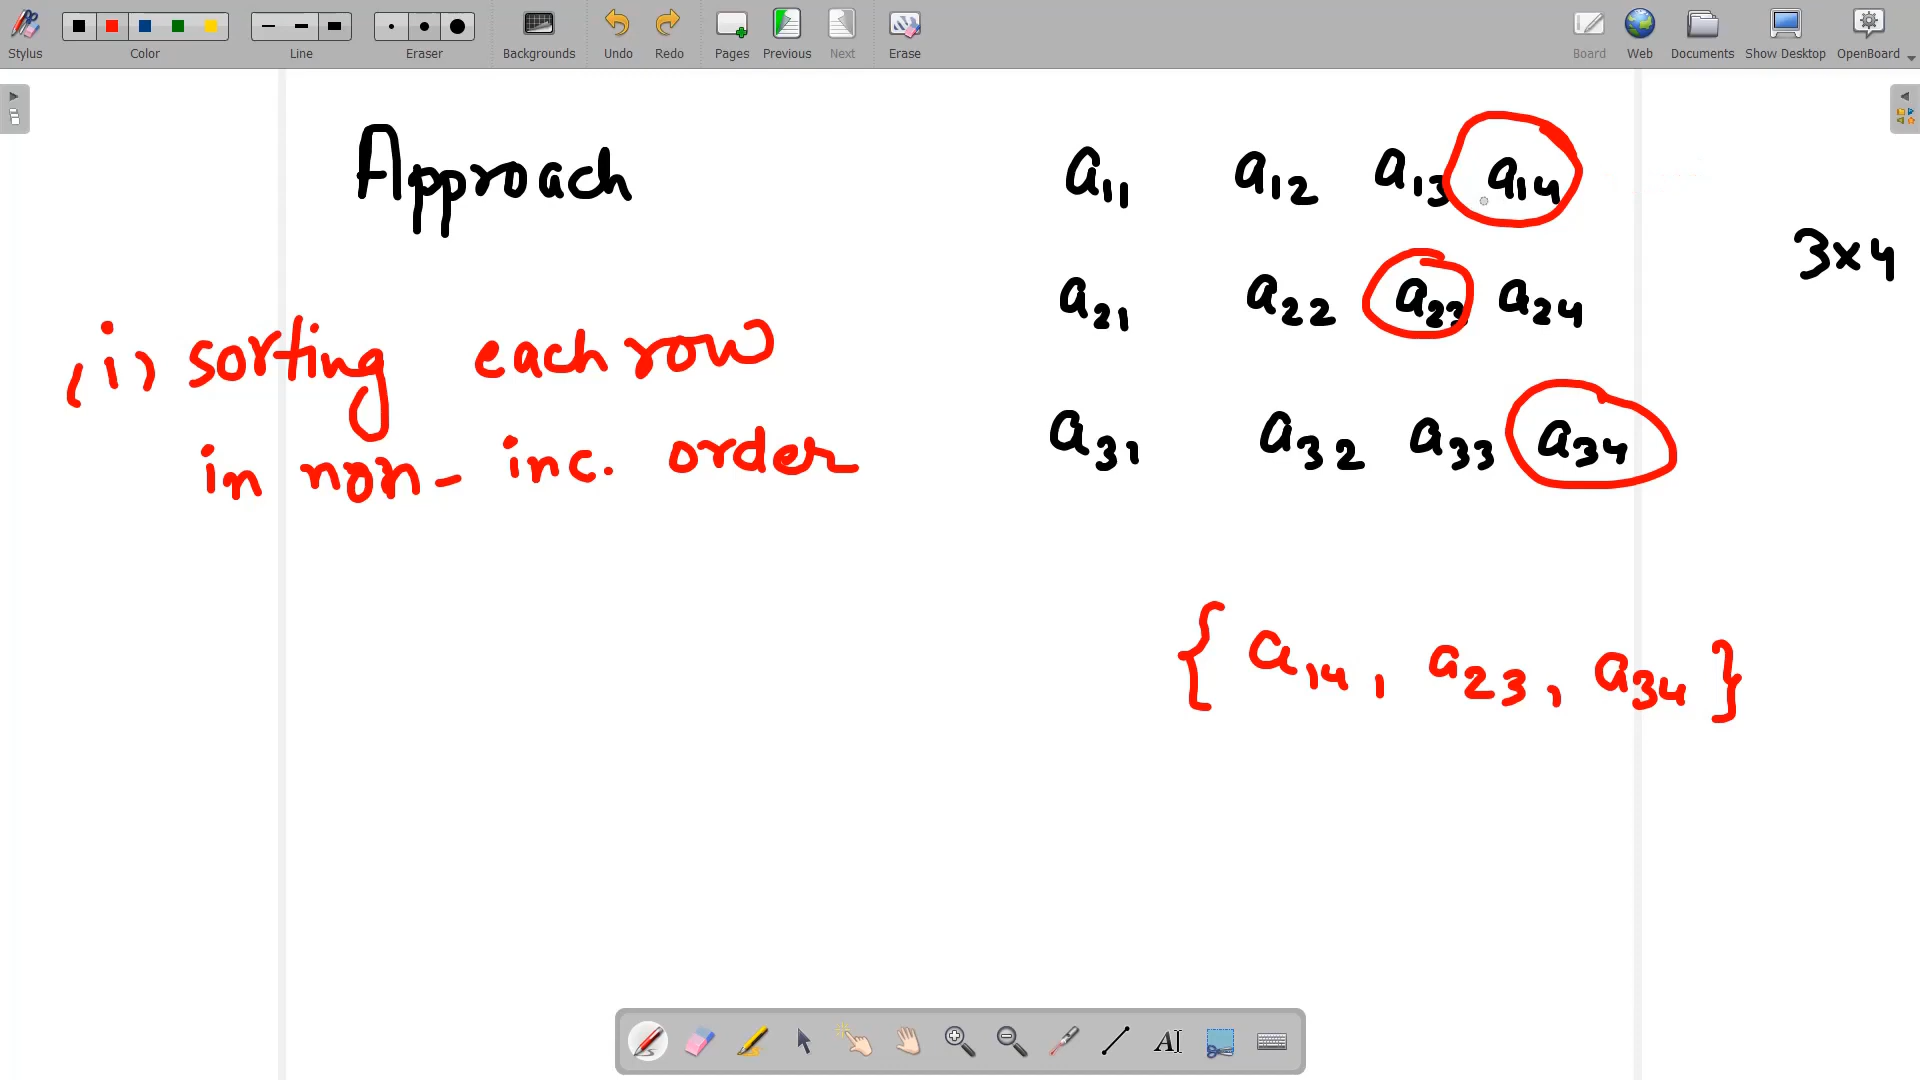 Stylus Color Line Eraser Backgrounds Undo Redo Pages Previous Next Erase Board Web Documents Show Desktop OpenBoard
Approach
a11 a12 a13 a14
3x4
a21 a22 a23 a24
(i) sorting each row
in non-inc. order
a31 a32 a33 a34
{ a14, a23, a34 }
AI